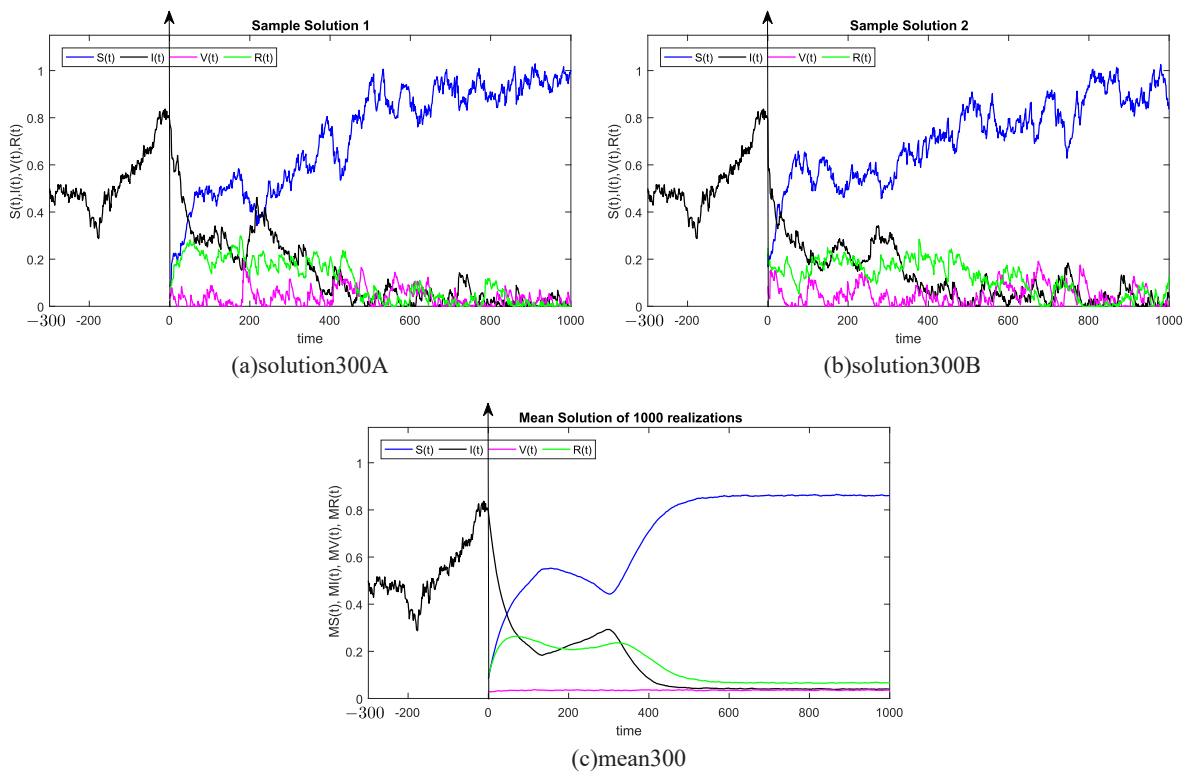 Sample Solution 1
S(t) I(t) V(t) R(t)
S(t),I(t),V(t),R(t)
1
0.8
0.6
0.4
0.2
0
−300 -200 0 200 400 600 800 1000
time
(a)solution300A
Sample Solution 2
S(t) I(t) V(t) R(t)
S(t),I(t),V(t),R(t)
1
0.8
0.6
0.4
0.2
0
−300 -200 0 200 400 600 800 1000
time
(b)solution300B
Mean Solution of 1000 realizations
S(t) I(t) V(t) R(t)
MS(t), MI(t), MV(t), MR(t)
1
0.8
0.6
0.4
0.2
0
−300 -200 0 200 400 600 800 1000
time
(c)mean300